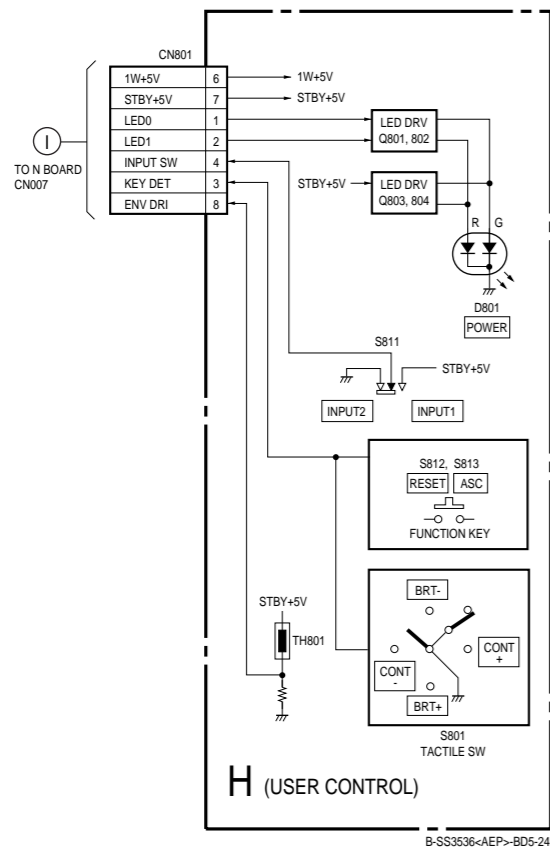 CN801
1W+5V 6 1W+5V
STBY+5V 7 STBY+5V
LED0 1
LED1 2
INPUT SW 4
KEY DET 3
ENV DRI 8
I
TO N BOARD
CN007
LED DRV
Q801, 802
STBY+5V
LED DRV
Q803, 804
R G
D801
POWER
S811
STBY+5V
INPUT2 INPUT1
S812, S813
RESET ASC
FUNCTION KEY
STBY+5V
TH801
BRT-
CONT
+
CONT
-
BRT+
S801
TACTILE SW
H (USER CONTROL)
B-SS3536<AEP>-BD5-24